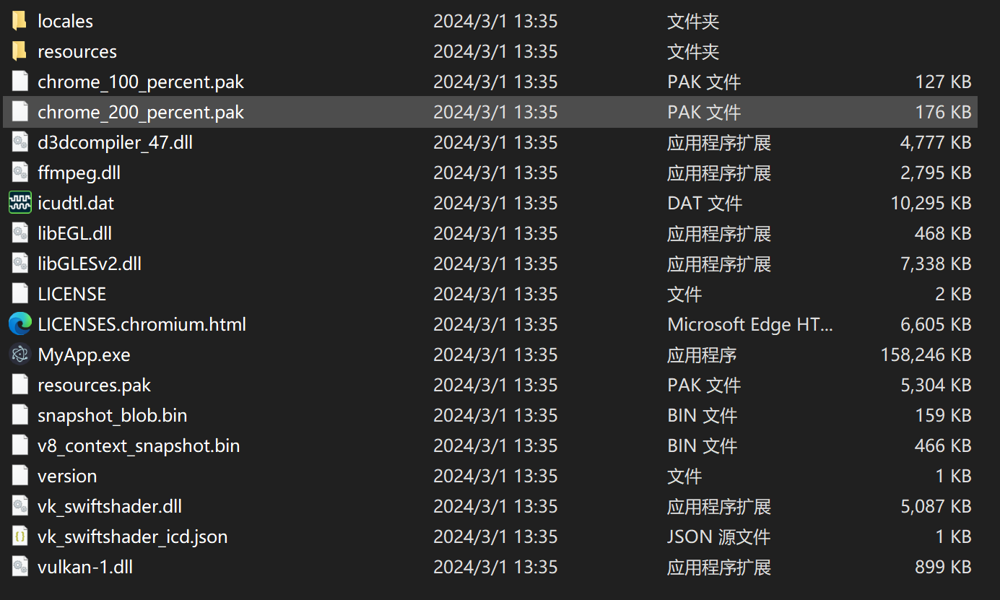 locales 2024/3/1 13:35 文件夹
resources 2024/3/1 13:35 文件夹
chrome_100_percent.pak 2024/3/1 13:35 PAK 文件 127 KB
chrome_200_percent.pak 2024/3/1 13:35 PAK 文件 176 KB
d3dcompiler_47.dll 2024/3/1 13:35 应用程序扩展 4,777 KB
ffmpeg.dll 2024/3/1 13:35 应用程序扩展 2,795 KB
icudtl.dat 2024/3/1 13:35 DAT 文件 10,295 KB
libEGL.dll 2024/3/1 13:35 应用程序扩展 468 KB
libGLESv2.dll 2024/3/1 13:35 应用程序扩展 7,338 KB
LICENSE 2024/3/1 13:35 文件 2 KB
LICENSES.chromium.html 2024/3/1 13:35 Microsoft Edge HT... 6,605 KB
MyApp.exe 2024/3/1 13:35 应用程序 158,246 KB
resources.pak 2024/3/1 13:35 PAK 文件 5,304 KB
snapshot_blob.bin 2024/3/1 13:35 BIN 文件 159 KB
v8_context_snapshot.bin 2024/3/1 13:35 BIN 文件 466 KB
version 2024/3/1 13:35 文件 1 KB
vk_swiftshader.dll 2024/3/1 13:35 应用程序扩展 5,087 KB
vk_swiftshader_icd.json 2024/3/1 13:35 JSON 源文件 1 KB
vulkan-1.dll 2024/3/1 13:35 应用程序扩展 899 KB